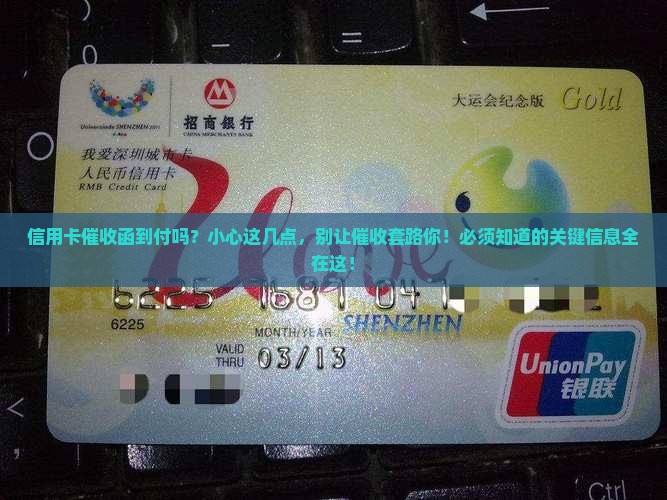 Universiade SHENZHEN 2011
招商银行
CHINA MERCHANTS BANK
大运会纪念版 Gold
我爱深圳城市卡
人民币信用卡
RMB Credit Card
U love
信用卡催收函到付吗？小心这几点，别让催收套路你！必须知道的关键信息全
在这！
6225
6225
SHENZHEN
MONTH/YEAR
VALID
THRU
03/13
UnionPay
银联
Ctrl